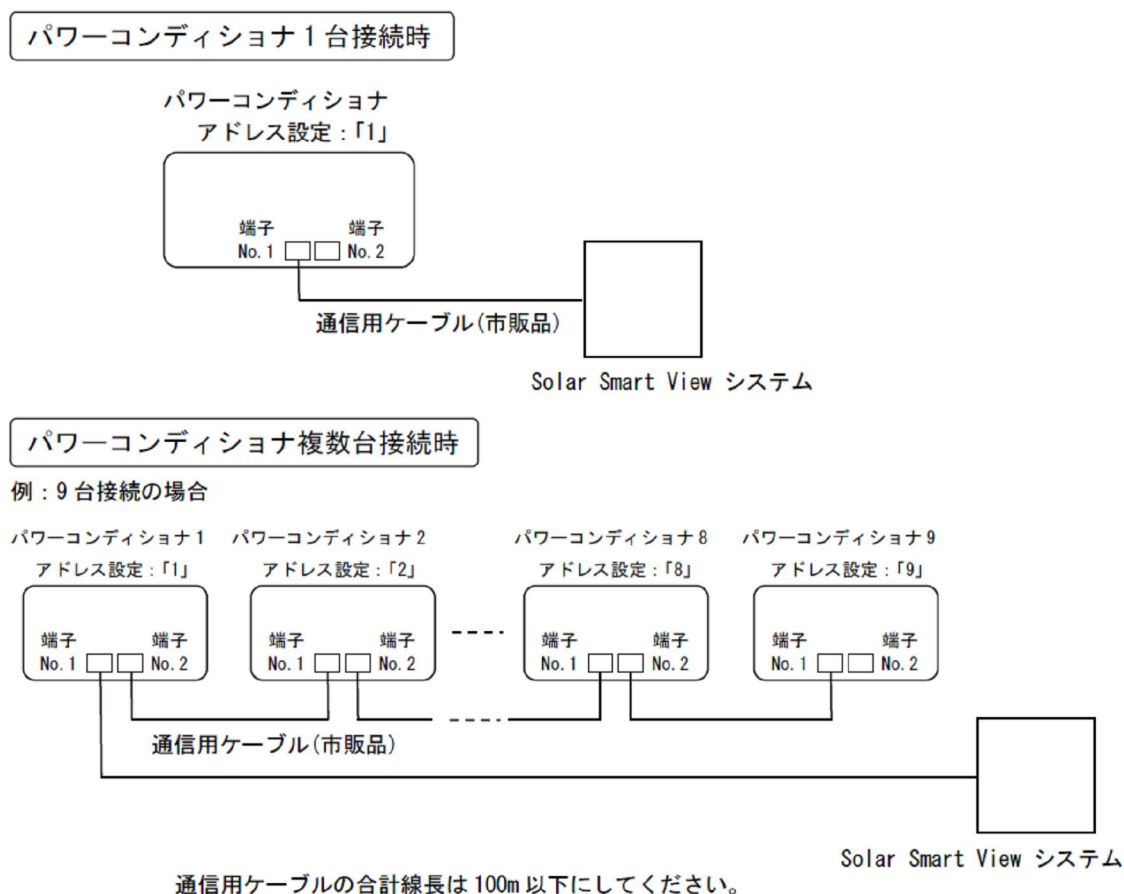 パワーコンディショナ1台接続時
パワーコンディショナ
アドレス設定：「1」
端子 端子
No.1 No.2
通信用ケーブル(市販品)
Solar Smart View システム
パワーコンディショナ複数台接続時
例：9台接続の場合
パワーコンディショナ1 パワーコンディショナ2 パワーコンディショナ8 パワーコンディショナ9
アドレス設定：「1」 アドレス設定：「2」 アドレス設定：「8」 アドレス設定：「9」
端子 端子 端子 端子 端子 端子 端子 端子
No.1 No.2 No.1 No.2 No.1 No.2 No.1 No.2
通信用ケーブル(市販品)
Solar Smart View システム
通信用ケーブルの合計線長は100m以下にしてください。